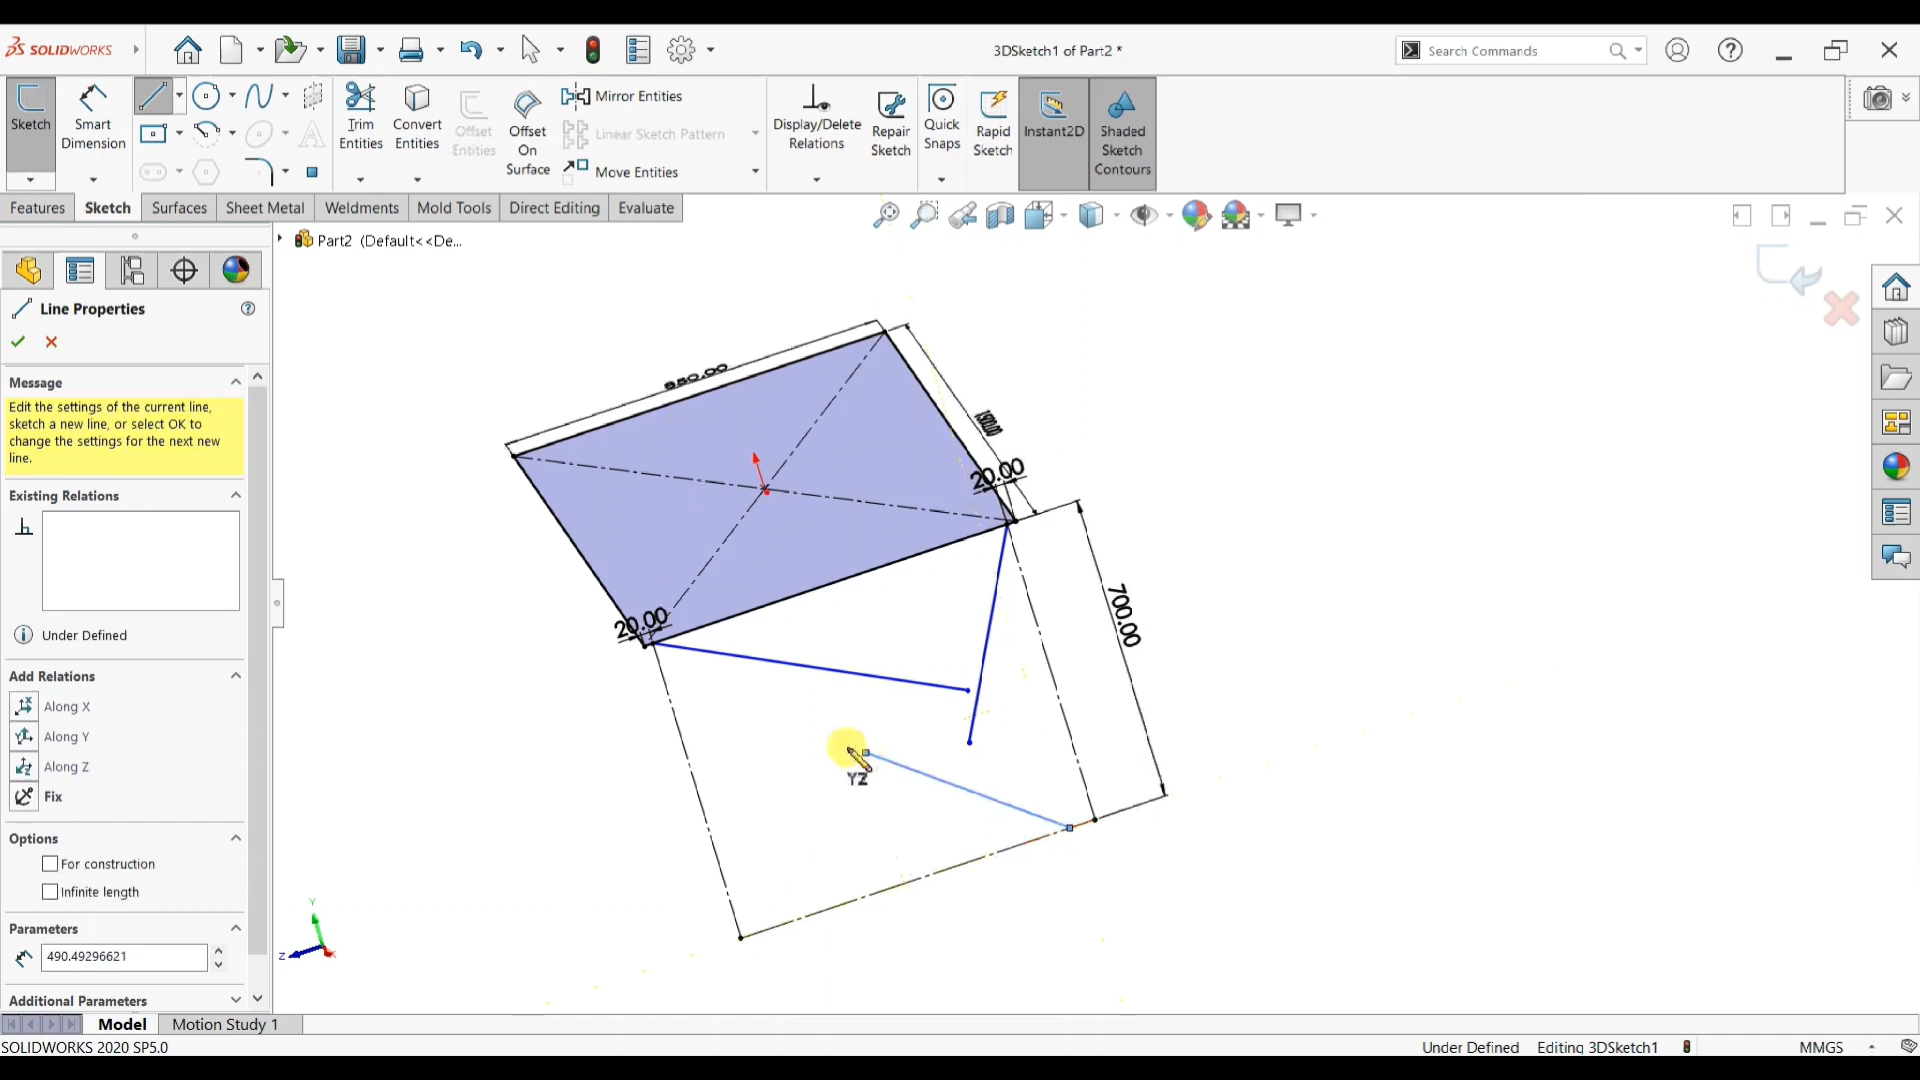 SOLIDWORKS
3DSketch1 of Part2 *
Search Commands
Sketch
Smart Dimension
Trim Entities
Convert Entities
Offset Entities
Offset On Surface
Mirror Entities
Linear Sketch Pattern
Move Entities
Display/Delete Relations
Repair Sketch
Quick Snaps
Rapid Sketch
Instant2D
Shaded Sketch Contours
Features
Sketch
Surfaces
Sheet Metal
Weldments
Mold Tools
Direct Editing
Evaluate
Part2 (Default<<De...
Line Properties
Message
Edit the settings of the current line,
sketch a new line, or select OK to
change the settings for the next new
line.
Existing Relations
Under Defined
Add Relations
Along X
Along Y
Along Z
Fix
Options
For construction
Infinite length
Parameters
490.49296621
Additional Parameters
20.00
20.00
700.00
YZ
Y
Z
Model
Motion Study 1
SOLIDWORKS 2020 SP5.0
Under Defined
Editing 3DSketch1
MMGS